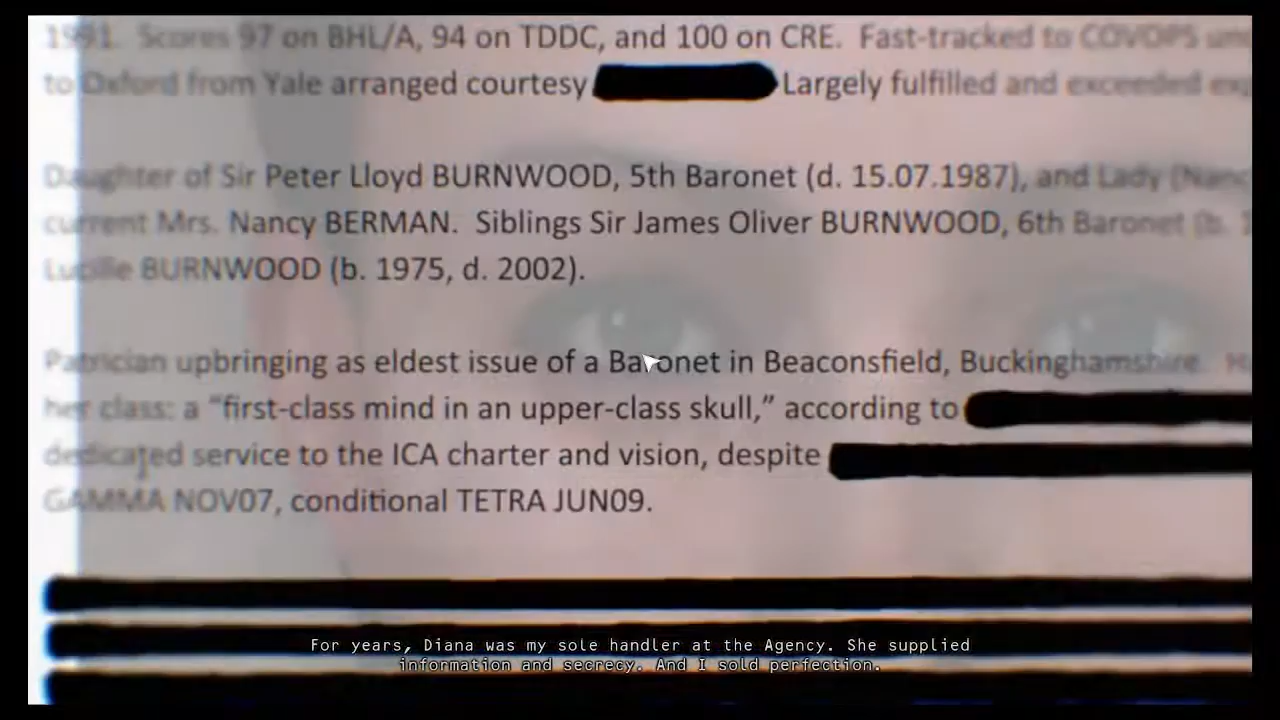 1991. Scores 97 on BHL/A, 94 on TDDC, and 100 on CRE. Fast-tracked to COVOPS
to Oxford from Yale arranged courtesy Largely fulfilled and exceeded
Daughter of Sir Peter Lloyd BURNWOOD, 5th Baronet (d. 15.07.1987), and Lady
current Mrs. Nancy BERMAN. Siblings Sir James Oliver BURNWOOD, 6th Baronet (b.
Lucille BURNWOOD (b. 1975, d. 2002).
Patrician upbringing as eldest issue of a Baronet in Beaconsfield, Buckinghamshire.
her class: a “first-class mind in an upper-class skull,” according to
dedicated service to the ICA charter and vision, despite
GAMMA NOV07, conditional TETRA JUN09.
For years, Diana was my sole handler at the Agency. She supplied
information and secrecy. And I sold perfection.